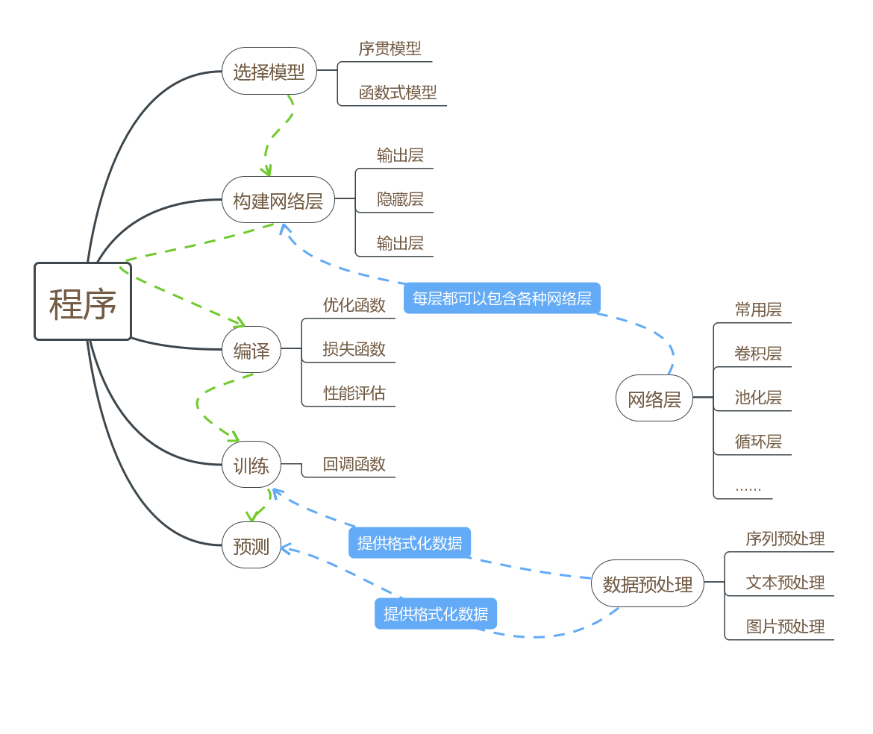 程序
选择模型
序贯模型
函数式模型
构建网络层
输出层
隐藏层
输出层
每层都可以包含各种网络层
编译
优化函数
损失函数
性能评估
网络层
常用层
卷积层
池化层
循环层
......
训练
回调函数
预测
提供格式化数据
提供格式化数据
数据预处理
序列预处理
文本预处理
图片预处理